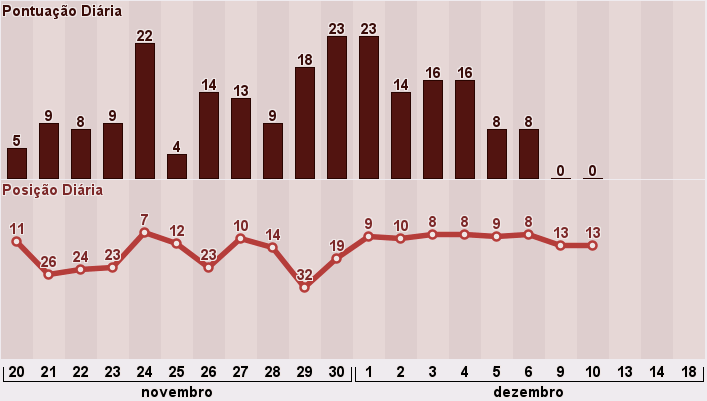 Pontuação Diária
5 9 8 9 22 4 14 13 9 18 23 23 14 16 16 8 8 0 0
Posição Diária
11 26 24 23 7 12 23 10 14 32 19 9 10 8 8 9 8 13 13
20 21 22 23 24 25 26 27 28 29 30 1 2 3 4 5 6 9 10 13 14 18
novembro dezembro